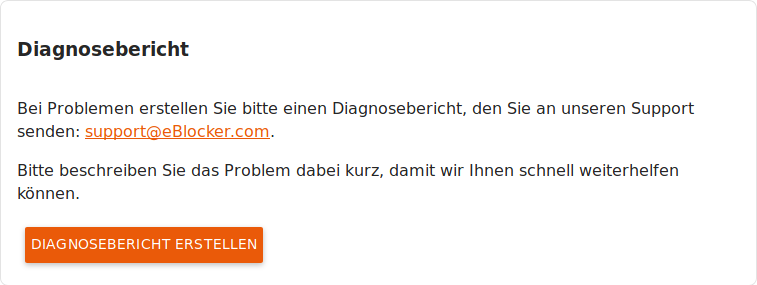 Diagnosebericht
Bei Problemen erstellen Sie bitte einen Diagnosebericht, den Sie an unseren Support
senden: support@eBlocker.com.
Bitte beschreiben Sie das Problem dabei kurz, damit wir Ihnen schnell weiterhelfen
können.
DIAGNOSEBERICHT ERSTELLEN